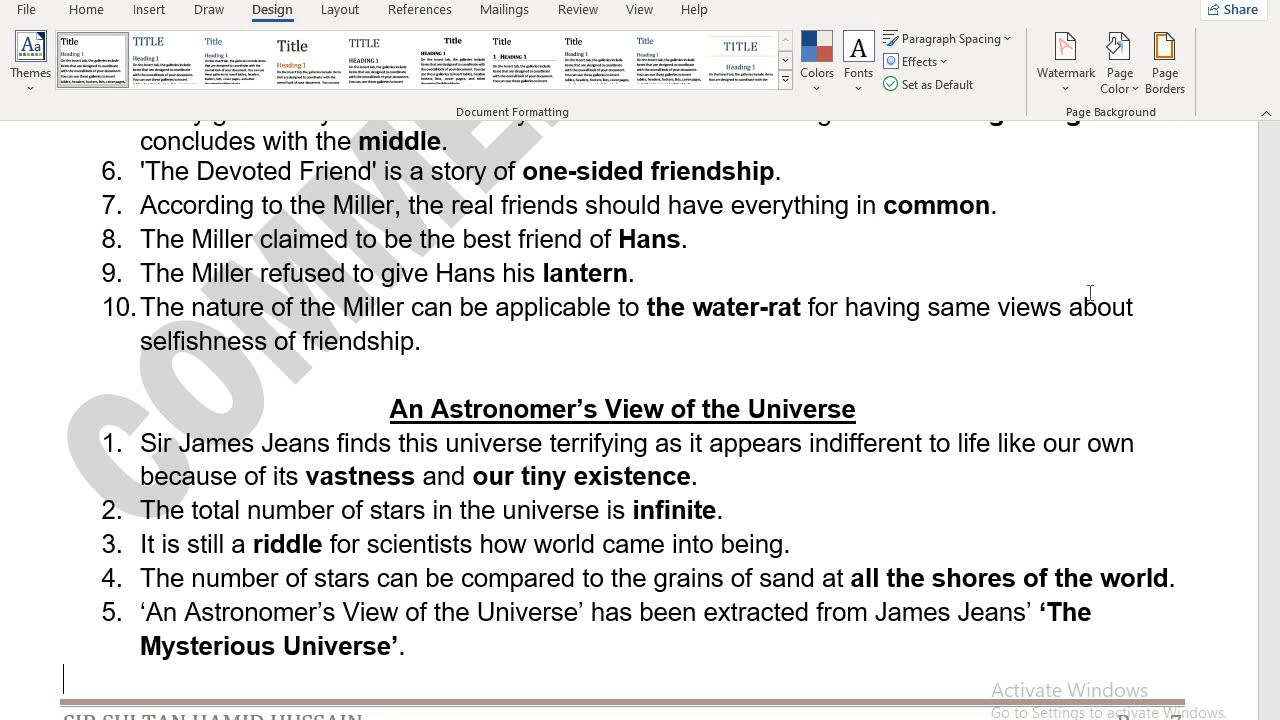 File Home Insert Draw Design Layout References Mailings Review View Help Share
Themes
Colors Fonts
Paragraph Spacing
Effects
Set as Default
Watermark Page Color Page Borders
Document Formatting Page Background
concludes with the middle.
6. 'The Devoted Friend' is a story of one-sided friendship.
7. According to the Miller, the real friends should have everything in common.
8. The Miller claimed to be the best friend of Hans.
9. The Miller refused to give Hans his lantern.
10. The nature of the Miller can be applicable to the water-rat for having same views about
selfishness of friendship.
An Astronomer’s View of the Universe
1. Sir James Jeans finds this universe terrifying as it appears indifferent to life like our own
because of its vastness and our tiny existence.
2. The total number of stars in the universe is infinite.
3. It is still a riddle for scientists how world came into being.
4. The number of stars can be compared to the grains of sand at all the shores of the world.
5. ‘An Astronomer’s View of the Universe’ has been extracted from James Jeans’ ‘The
Mysterious Universe’.
Activate Windows
Go to Settings to activate Windows.
SIR SULTAN HAMID HUSSAIN